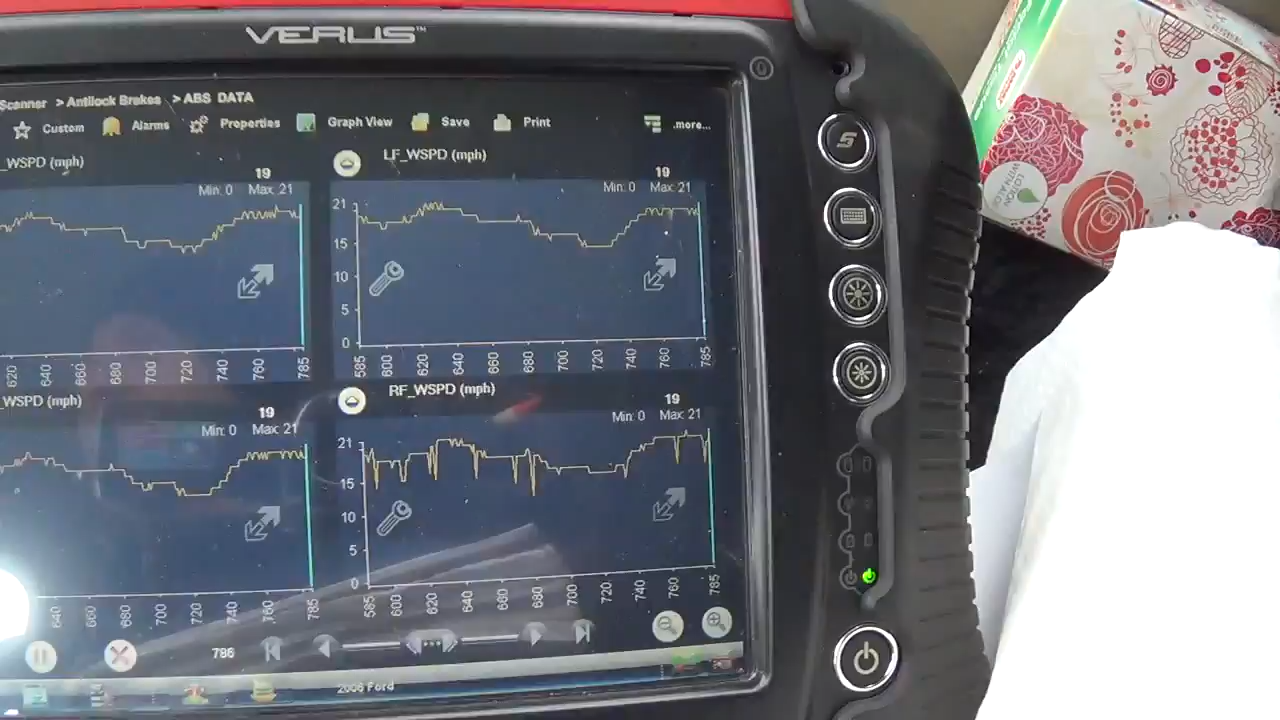 VERUS™
Scanner > Antilock Brakes > ABS DATA
Custom Alarms Properties Graph View Save Print .more...
_WSPD (mph)
19
Min: 0 Max: 21
620 640 660 680 700 720 740 760 785
LF_WSPD (mph)
19
Min: 0 Max: 21
21
15
10
5
0
585 600 620 640 660 680 700 720 740 760 785
_WSPD (mph)
19
Min: 0 Max: 21
640 660 680 700 720 740 760 785
RF_WSPD (mph)
19
Min: 0 Max: 21
21
15
10
5
0
585 600 620 640 660 680 700 720 740 760 785
786
2006 Ford
S
LOTION